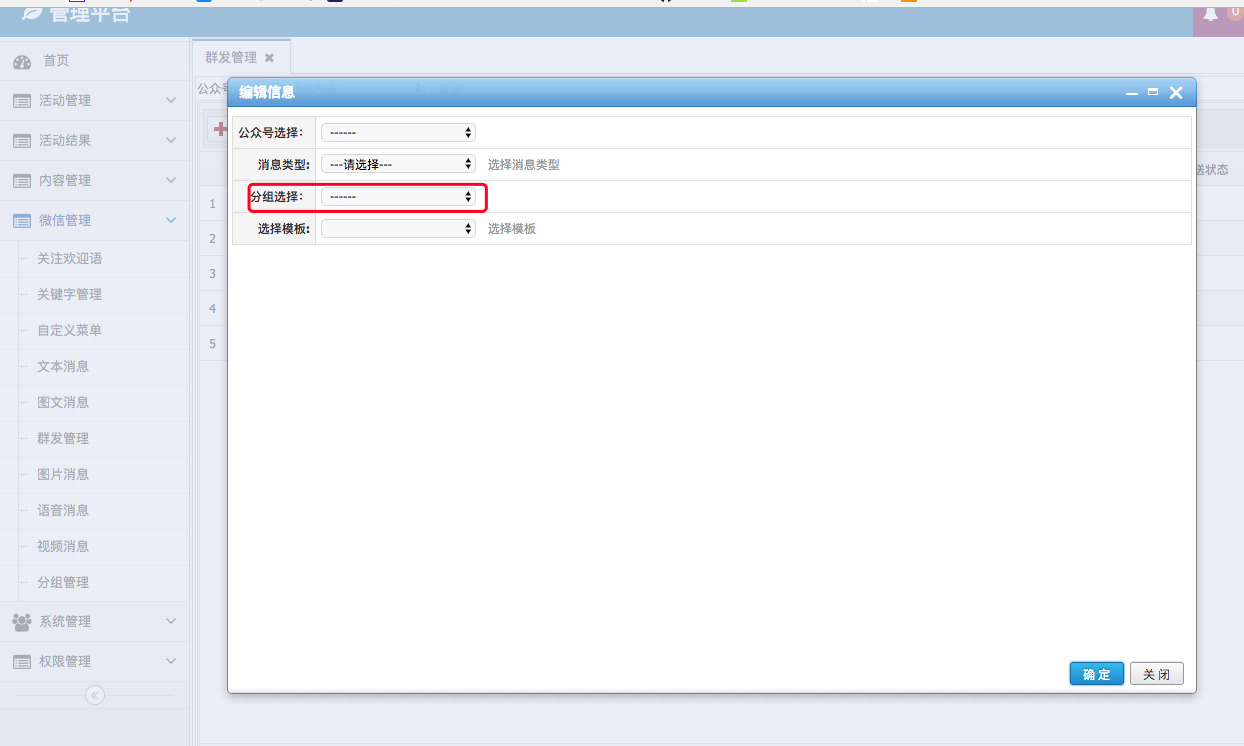 管理平台
0
首页
活动管理
活动结果
内容管理
微信管理
关注欢迎语
关键字管理
自定义菜单
文本消息
图文消息
群发管理
图片消息
语音消息
视频消息
分组管理
系统管理
权限管理
群发管理
公众号
送状态
1
2
3
4
5
编辑信息
公众号选择： ------
消息类型: ---请选择--- 选择消息类型
分组选择： ------
选择模板: 选择模板
确 定 关 闭